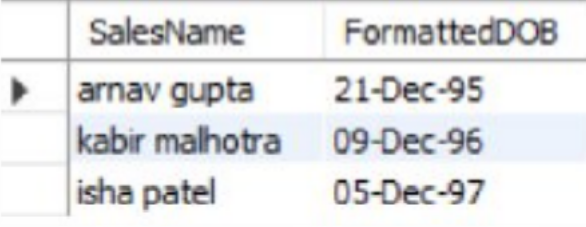 SalesName FormattedDOB
arnav gupta 21-Dec-95
kabir malhotra 09-Dec-96
isha patel 05-Dec-97